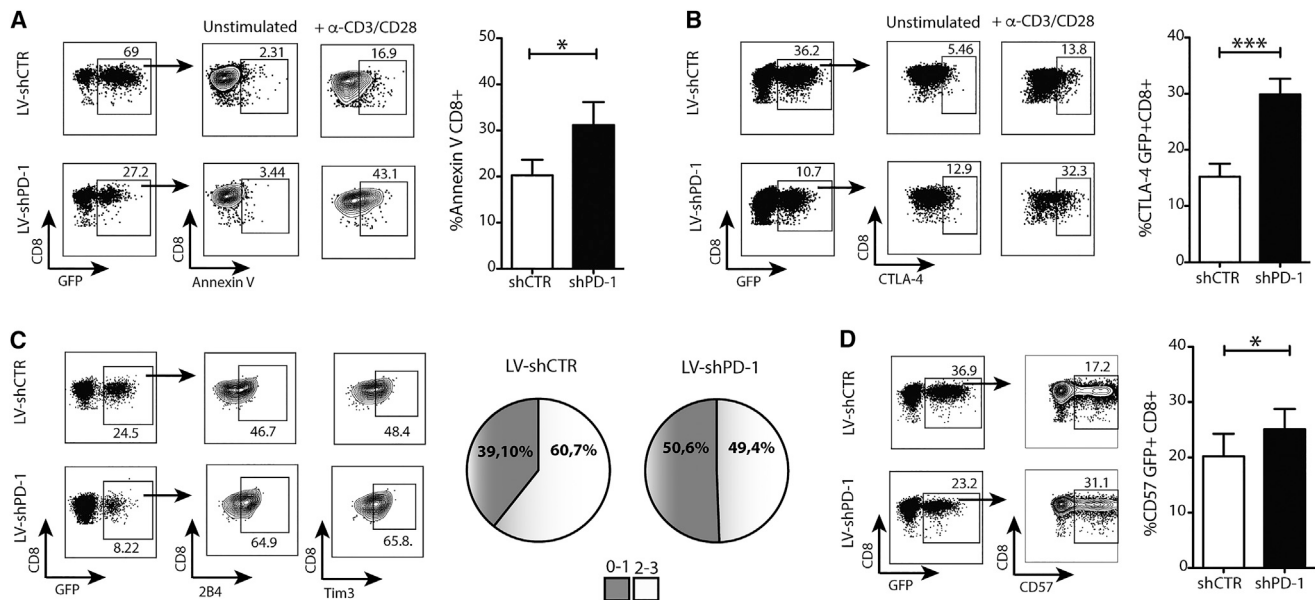 A
Unstimulated + α-CD3/CD28
LV-shCTR
69
2.31
16.9
LV-shPD-1
27.2
3.44
43.1
CD8
GFP
CD8
Annexin V
%Annexin V CD8+
50
40
30
20
10
0
*
shCTR shPD-1
B
Unstimulated + α-CD3/CD28
LV-shCTR
36.2
5.46
13.8
LV-shPD-1
10.7
12.9
32.3
CD8
GFP
CD8
CTLA-4
%CTLA-4 GFP+CD8+
40
30
20
10
0
***
shCTR shPD-1
C
LV-shCTR
24.5
46.7
48.4
LV-shPD-1
8.22
64.9
65.8.
CD8
GFP
CD8
2B4
CD8
Tim3
LV-shCTR
39,10% 60,7%
LV-shPD-1
50,6% 49,4%
0-1 2-3
D
LV-shCTR
36.9
17.2
LV-shPD-1
23.2
31.1
CD8
GFP
CD8
CD57
%CD57 GFP+ CD8+
40
30
20
10
0
*
shCTR shPD-1